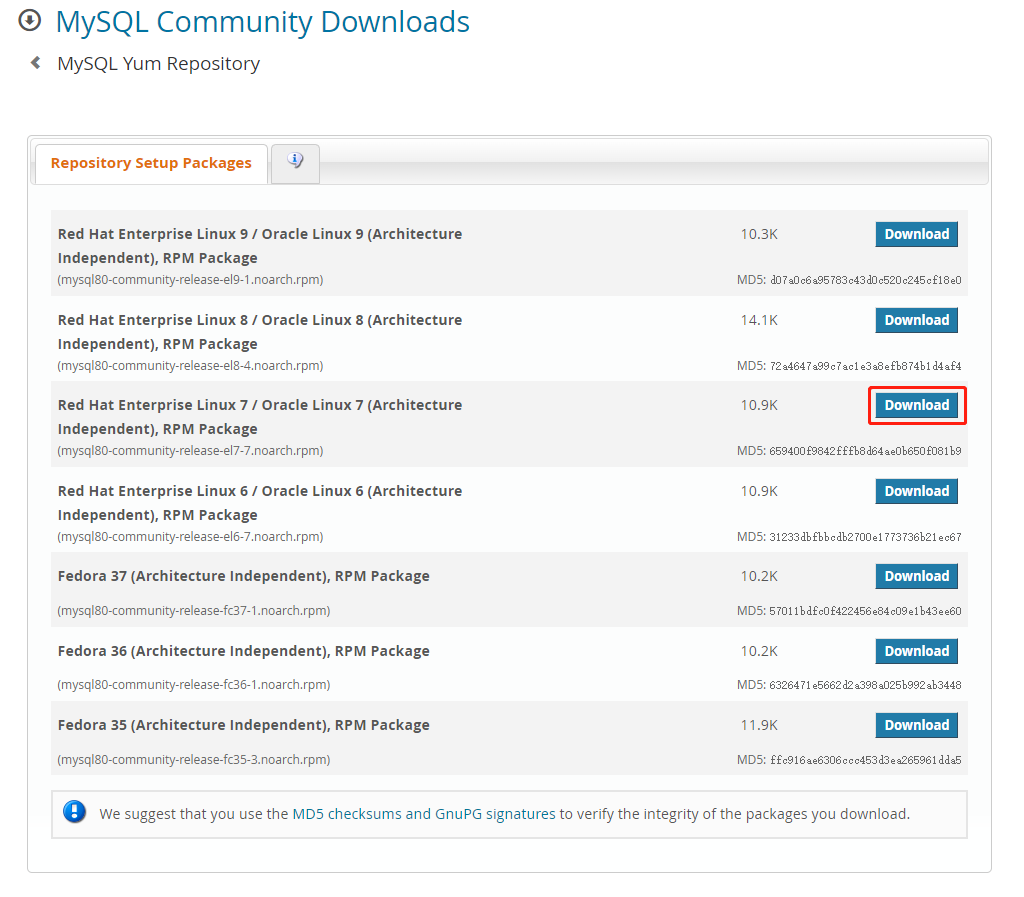 MySQL Community Downloads
MySQL Yum Repository
Repository Setup Packages
Red Hat Enterprise Linux 9 / Oracle Linux 9 (Architecture Independent), RPM Package
10.3K
Download
(mysql80-community-release-el9-1.noarch.rpm)
MD5: d07a0c6a95783c43d0c520c245cf18e0
Red Hat Enterprise Linux 8 / Oracle Linux 8 (Architecture Independent), RPM Package
14.1K
Download
(mysql80-community-release-el8-4.noarch.rpm)
MD5: 72a4647a99c7ac1e3a8efb874b1d4af4
Red Hat Enterprise Linux 7 / Oracle Linux 7 (Architecture Independent), RPM Package
10.9K
Download
(mysql80-community-release-el7-7.noarch.rpm)
MD5: 659400f9842fffb8d64ae0b650f081b9
Red Hat Enterprise Linux 6 / Oracle Linux 6 (Architecture Independent), RPM Package
10.9K
Download
(mysql80-community-release-el6-7.noarch.rpm)
MD5: 31233dbfbbcdb2700e1773736b21ec67
Fedora 37 (Architecture Independent), RPM Package
10.2K
Download
(mysql80-community-release-fc37-1.noarch.rpm)
MD5: 57011bdfc0f422456e84c09e1b43ee60
Fedora 36 (Architecture Independent), RPM Package
10.2K
Download
(mysql80-community-release-fc36-1.noarch.rpm)
MD5: 6326471e5662d2a398a025b992ab3448
Fedora 35 (Architecture Independent), RPM Package
11.9K
Download
(mysql80-community-release-fc35-3.noarch.rpm)
MD5: ffc916ae6306ccc453d3ea265961dda5
We suggest that you use the MD5 checksums and GnuPG signatures to verify the integrity of the packages you download.